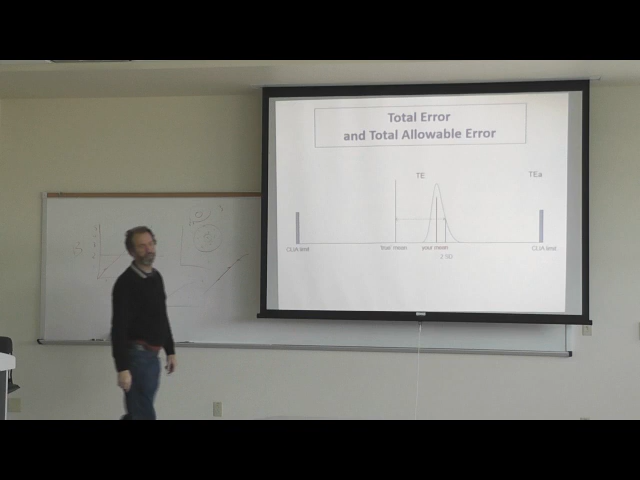 Total Error
and Total Allowable Error
TE
TEa
CLIA limit
true mean
your mean
CLIA limit
2 SD